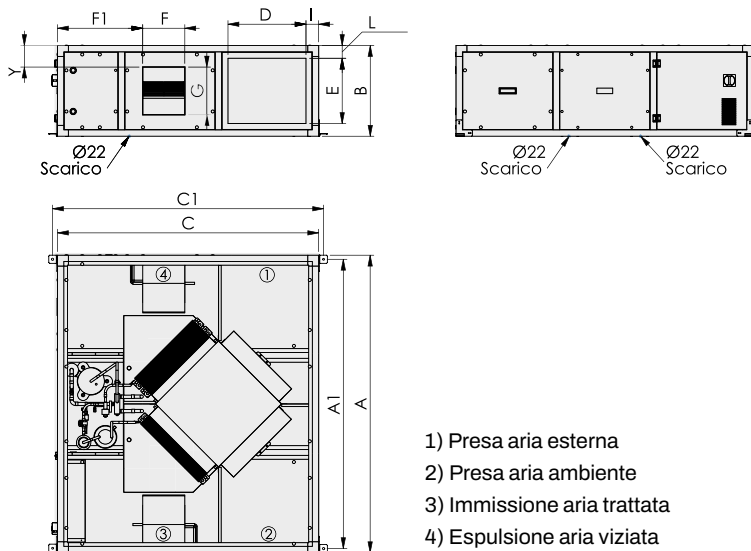 F1 F D I
L
Y G E B
Ø22
Scarico
Ø22
Scarico
Ø22
Scarico
C1
C
④ ①
A1 A
③ ②
1) Presa aria esterna
2) Presa aria ambiente
3) Immissione aria trattata
4) Espulsione aria viziata